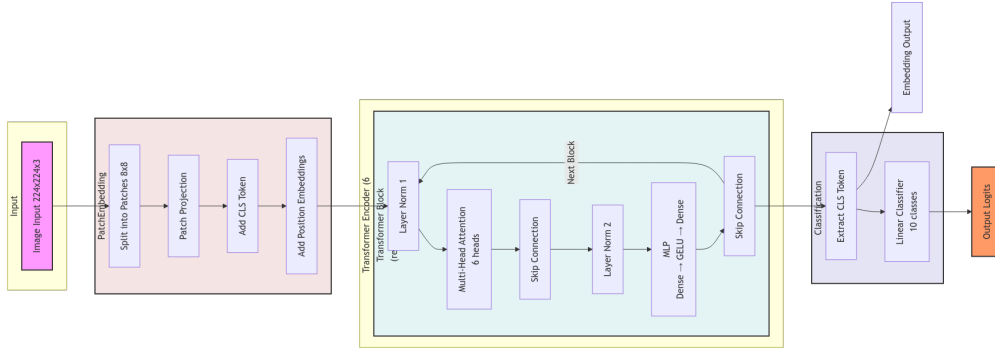 Input
Image Input 224x224x3
PatchEmbedding
Split into Patches 8x8
Patch Projection
Add CLS Token
Add Position Embeddings
Transformer Encoder (6
Transformer Block
(re
Layer Norm 1
Multi-Head Attention
6 heads
Skip Connection
Layer Norm 2
MLP
Dense → GELU → Dense
Skip Connection
Next Block
Classification
Extract CLS Token
Linear Classifier
10 classes
Embedding Output
Output Logits